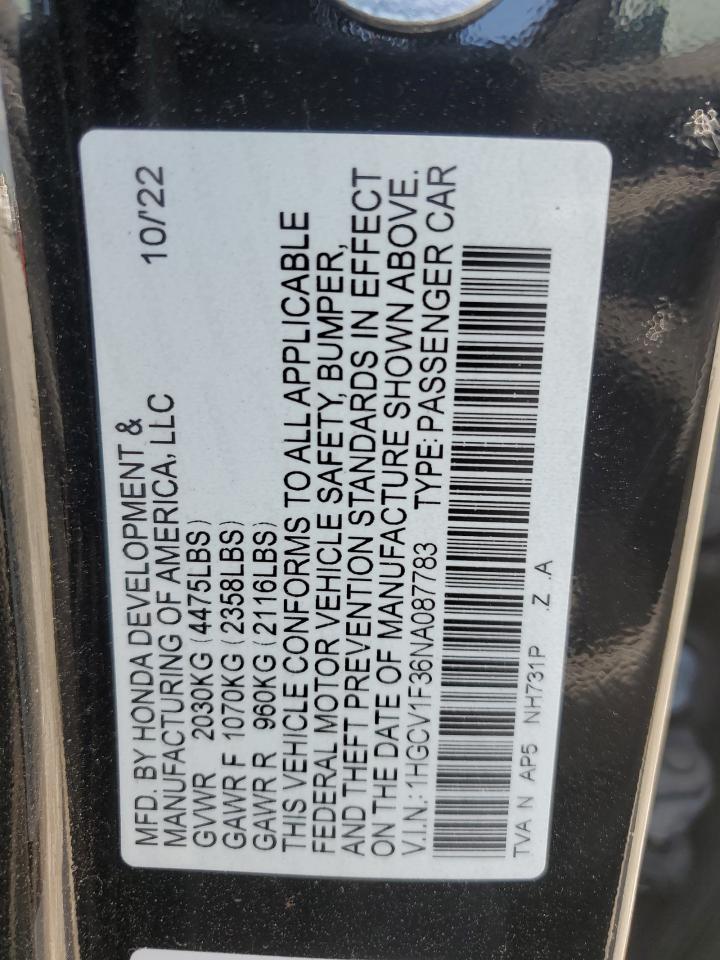 MFD. BY HONDA DEVELOPMENT & 10/'22
MANUFACTURING OF AMERICA, LLC
GVWR 2030KG (4475LBS)
GAWR F 1070KG (2358LBS)
GAWR R 960KG (2116LBS)
THIS VEHICLE CONFORMS TO ALL APPLICABLE
FEDERAL MOTOR VEHICLE SAFETY, BUMPER,
AND THEFT PREVENTION STANDARDS IN EFFECT
ON THE DATE OF MANUFACTURE SHOWN ABOVE.
V.I.N.: 1HGCV1F36NA087783 TYPE: PASSENGER CAR
TVA N AP5 NH731P .Z .A